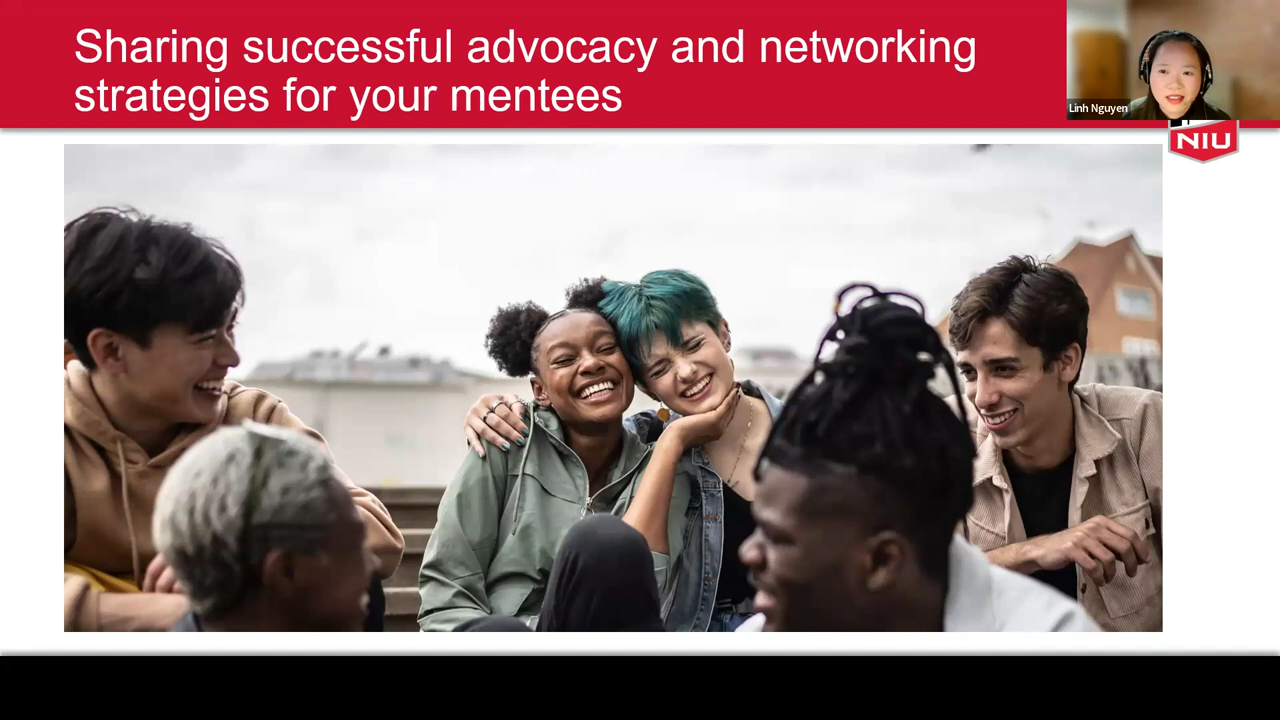 Sharing successful advocacy and networking
strategies for your mentees
Linh Nguyen
NIU